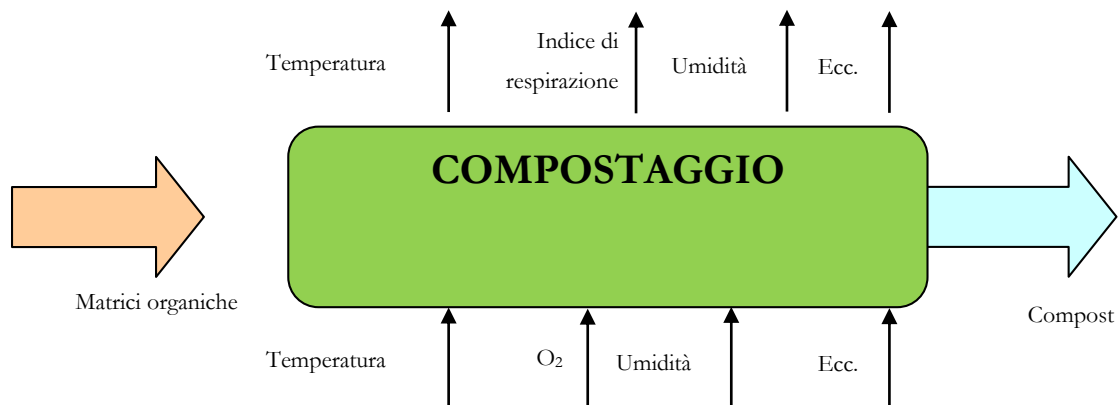 Temperatura
Indice di
respirazione
Umidità
Ecc.
COMPOSTAGGIO
Matrici organiche
Compost
Temperatura
O₂
Umidità
Ecc.